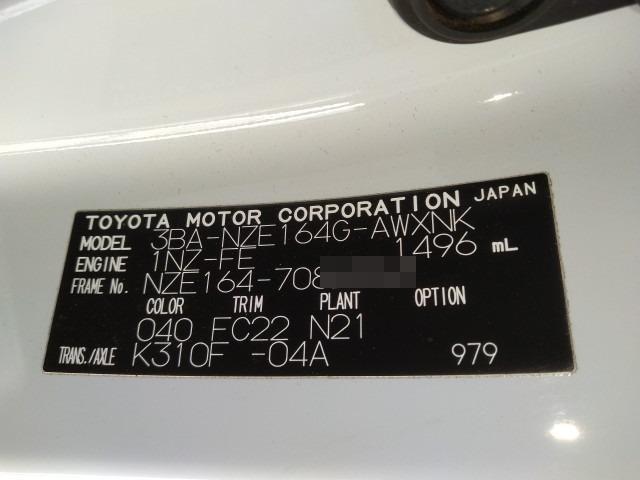 TOYOTA MOTOR CORPORATION JAPAN
MODEL 3BA-NZE164G-AWXNK
ENGINE 1NZ-FE 1496 mL
FRAME No. NZE164-708
COLOR TRIM PLANT OPTION
040 FC22 N21
TRANS./AXLE K310F -04A 979